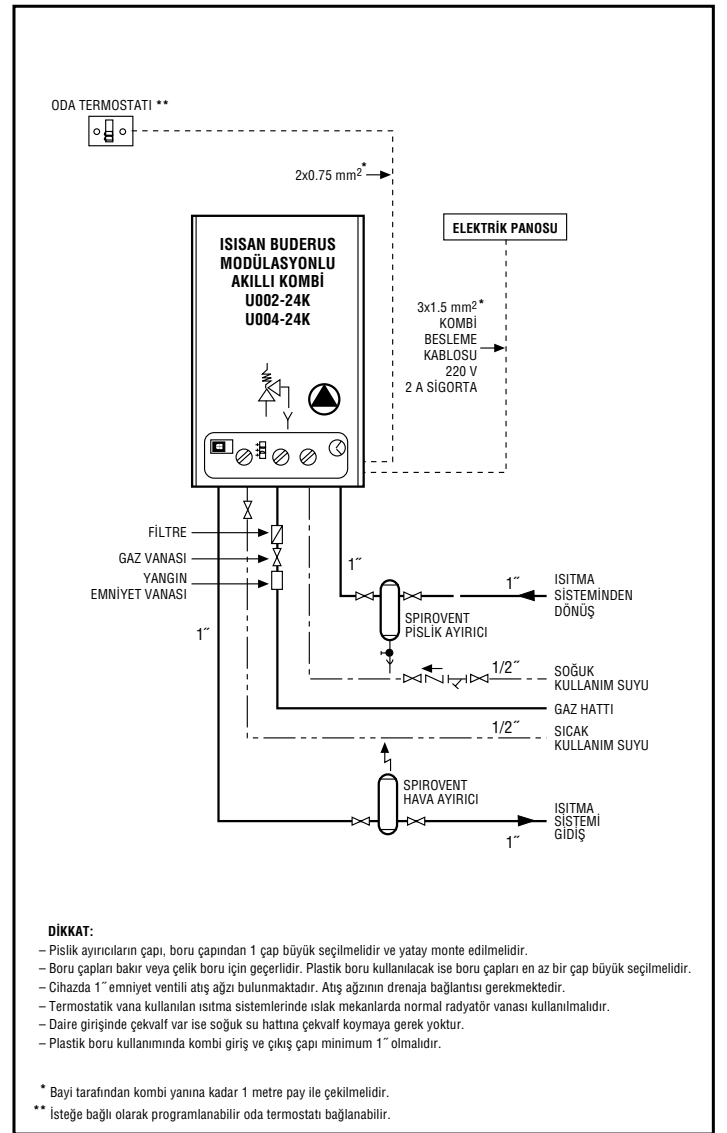 ODA TERMOSTATI **
2x0.75 mm2*
ISISAN BUDERUS
MODÜLASYONLU
AKILLI KOMBİ
U002-24K
U004-24K
ELEKTRİK PANOSU
3x1.5 mm2*
KOMBİ
BESLEME
KABLOSU
220 V
2 A SİGORTA
FİLTRE
GAZ VANASI
YANGIN
EMNİYET VANASI
1˝
1˝
1˝
ISITMA
SİSTEMİNDEN
DÖNÜŞ
SPIROVENT
PİSLİK AYIRICI
1/2˝
SOĞUK
KULLANIM SUYU
GAZ HATTI
1/2˝
SICAK
KULLANIM SUYU
SPIROVENT
HAVA AYIRICI
1˝
ISITMA
SİSTEMİ
GİDİŞ
DİKKAT:
– Pislik ayırıcıların çapı, boru çapından 1 çap büyük seçilmelidir ve yatay monte edilmelidir.
– Boru çapları bakır veya çelik boru için geçerlidir. Plastik boru kullanılacak ise boru çapları en az bir çap büyük seçilmelidir.
– Cihazda 1˝ emniyet ventili atış ağzı bulunmaktadır. Atış ağzının drenaja bağlantısı gerekmektedir.
– Termostatik vana kullanılan ısıtma sistemlerinde ıslak mekanlarda normal radyatör vanası kullanılmalıdır.
– Daire girişinde çekvalf var ise soğuk su hattına çekvalf koymaya gerek yoktur.
– Plastik boru kullanımında kombi giriş ve çıkış çapı minimum 1˝ olmalıdır.
* Bayi tarafından kombi yanına kadar 1 metre pay ile çekilmelidir.
** İsteğe bağlı olarak programlanabilir oda termostatı bağlanabilir.